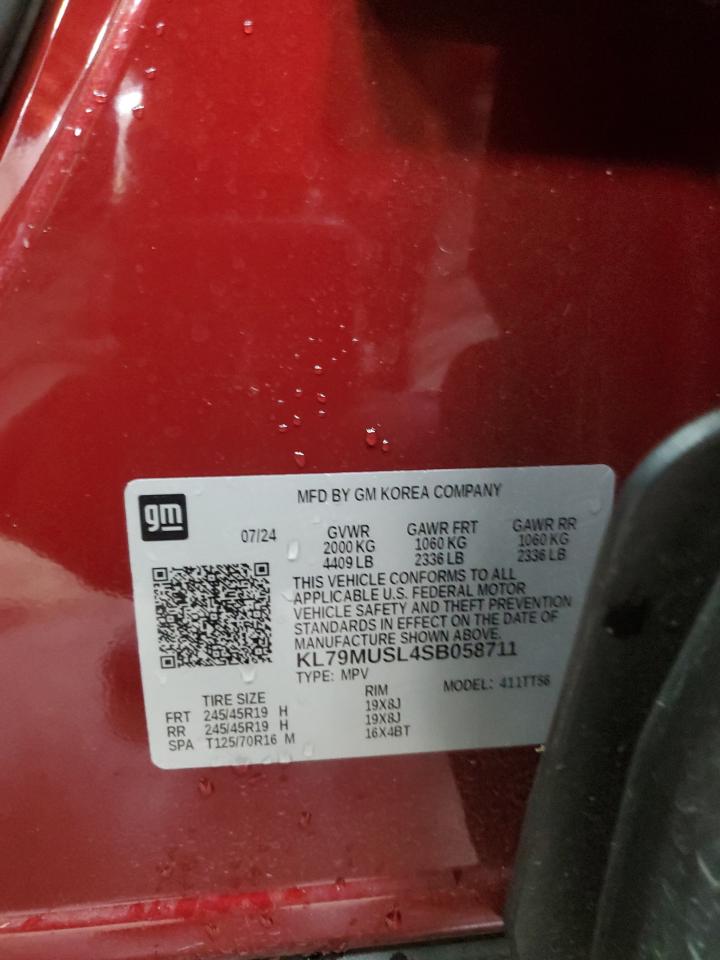 gm
MFD BY GM KOREA COMPANY
07/24
GVWR GAWR FRT GAWR RR
2000 KG 1060 KG 1060 KG
4409 LB 2336 LB 2336 LB
THIS VEHICLE CONFORMS TO ALL
APPLICABLE U.S. FEDERAL MOTOR
VEHICLE SAFETY AND THEFT PREVENTION
STANDARDS IN EFFECT ON THE DATE OF
MANUFACTURE SHOWN ABOVE.
KL79MUSL4SB058711
TYPE: MPV MODEL: 411TTS6
TIRE SIZE RIM
FRT 245/45R19 H 19X8J
RR 245/45R19 H 19X8J
SPA T125/70R16 M 16X4BT